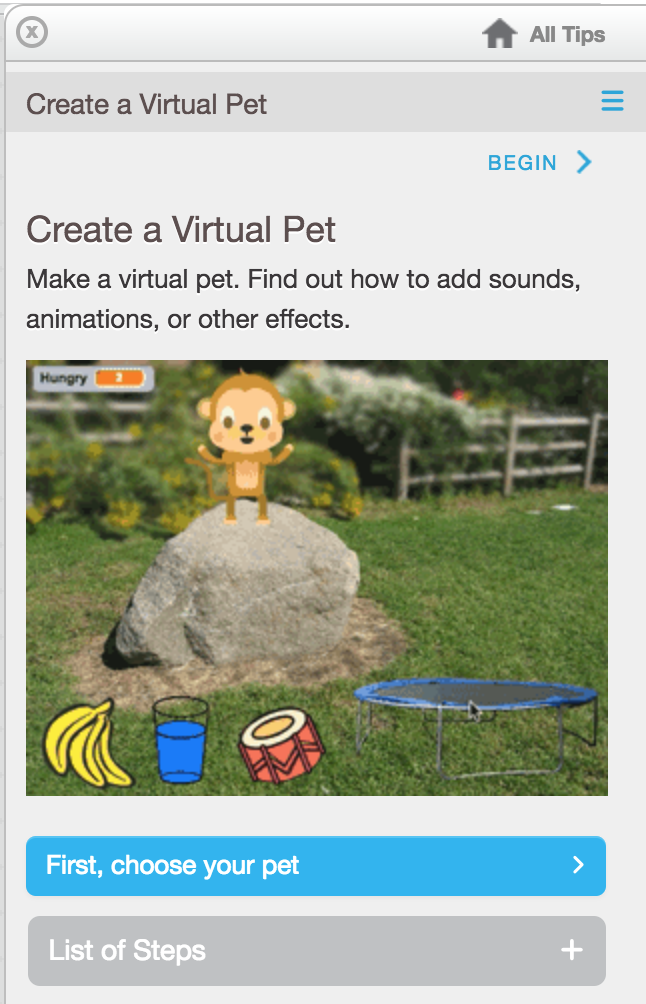 All Tips
Create a Virtual Pet
BEGIN
Create a Virtual Pet
Make a virtual pet. Find out how to add sounds,
animations, or other effects.
Hungry 2
First, choose your pet
List of Steps